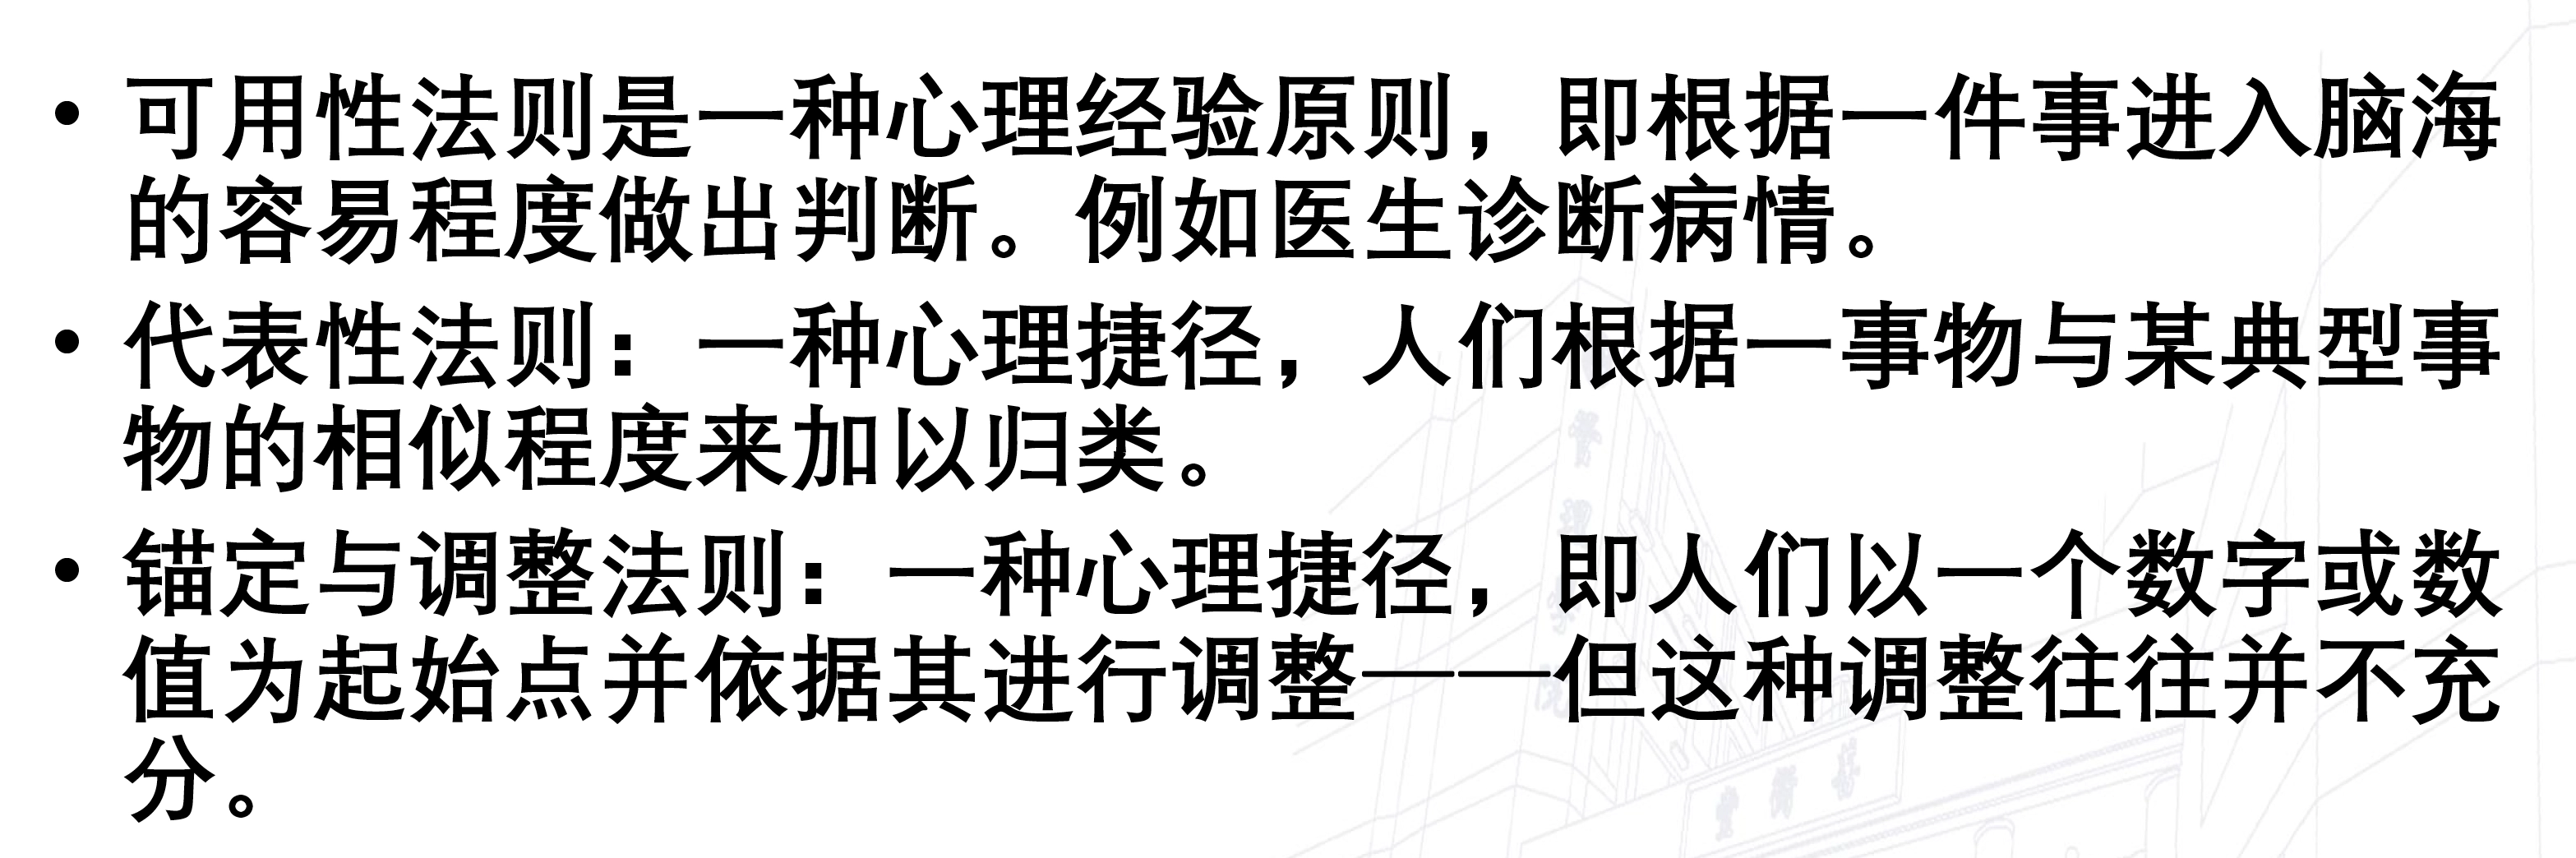 • 可用性法则是一种心理经验原则，即根据一件事进入脑海
的容易程度做出判断。例如医生诊断病情。
• 代表性法则：一种心理捷径，人们根据一事物与某典型事
物的相似程度来加以归类。
• 锚定与调整法则：一种心理捷径，即人们以一个数字或数
值为起始点并依据其进行调整——但这种调整往往并不充
分。